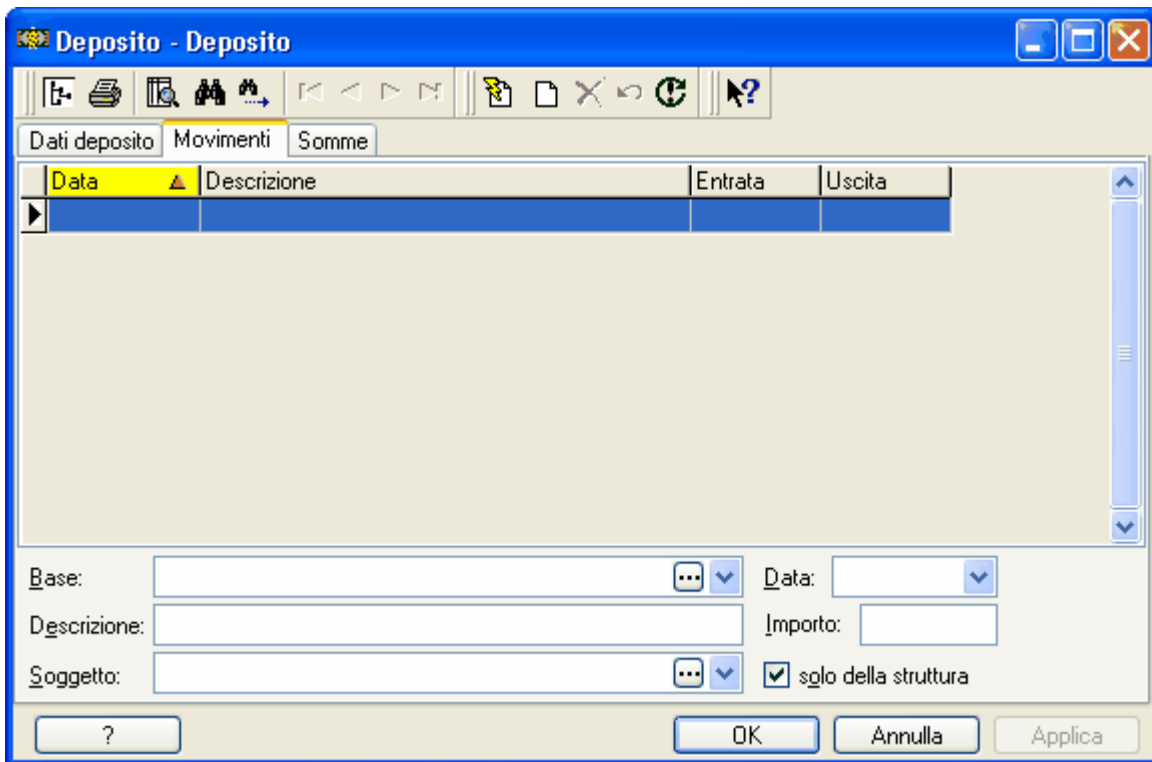 Deposito - Deposito
Dati deposito Movimenti Somme
Data Descrizione Entrata Uscita
Base: Data:
Descrizione: Importo:
Soggetto: solo della struttura
? OK Annulla Applica